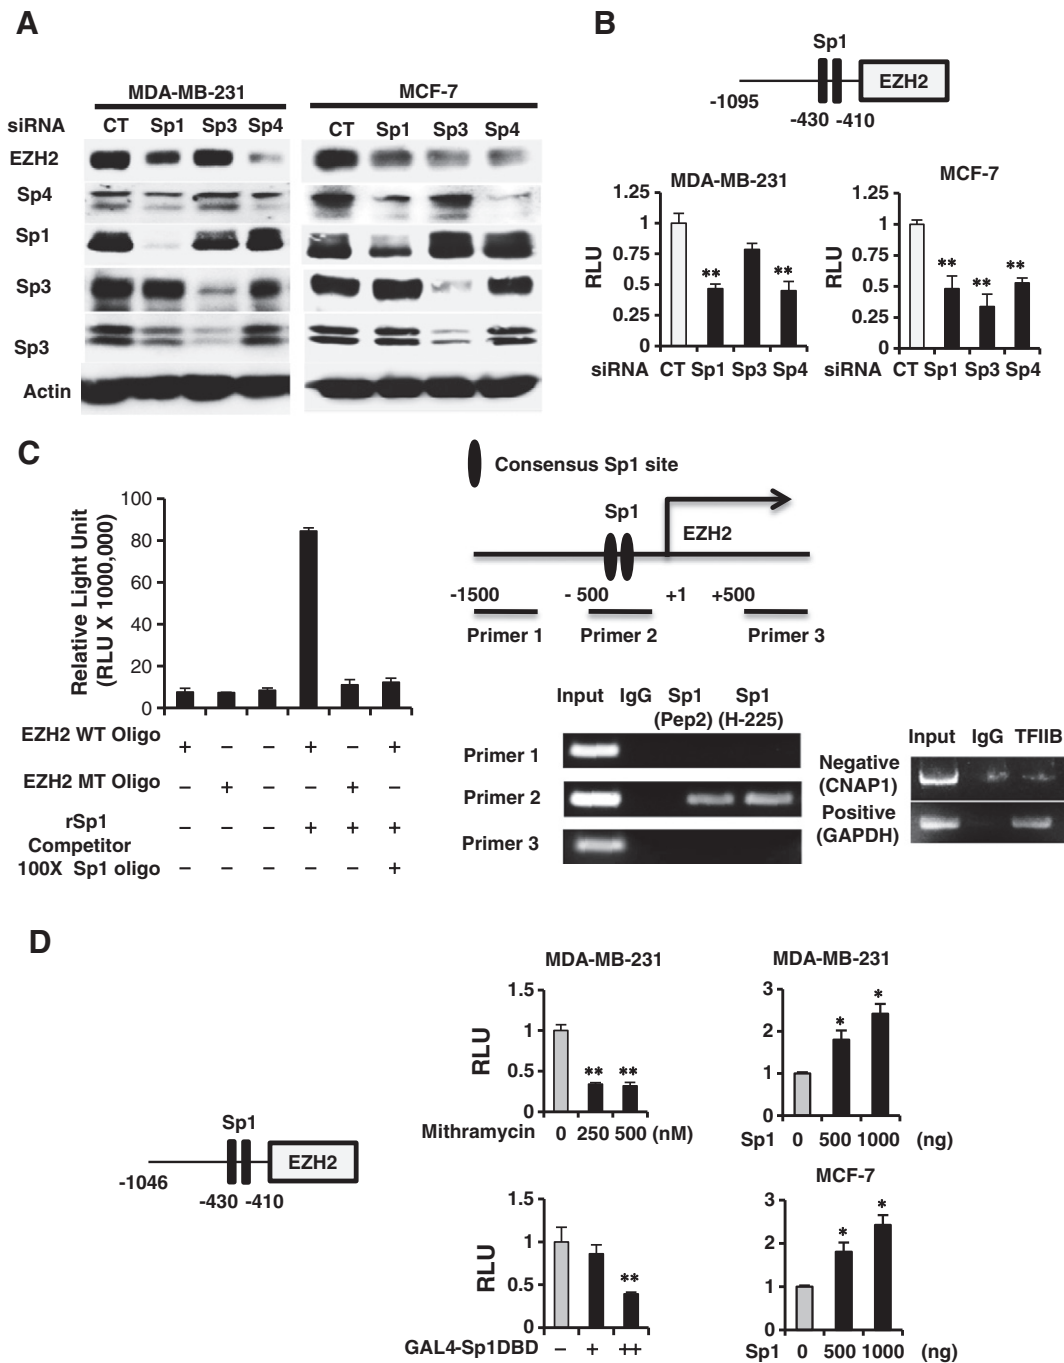 A
MDA-MB-231
MCF-7
siRNA CT Sp1 Sp3 Sp4
CT Sp1 Sp3 Sp4
EZH2
Sp4
Sp1
Sp3
Sp3
Actin
B
Sp1
EZH2
-1095
-430 -410
MDA-MB-231
1.25
1
0.75
0.5
0.25
0
RLU
**
**
siRNA CT Sp1 Sp3 Sp4
MCF-7
1.25
1
0.75
0.5
0.25
0
RLU
**
**
**
siRNA CT Sp1 Sp3 Sp4
C
100
80
60
40
20
0
Relative Light Unit
(RLU X 1000,000)
EZH2 WT Oligo + – – + – +
EZH2 MT Oligo – + – – + –
rSp1 – – – + + +
Competitor
100X Sp1 oligo – – – – – +
Consensus Sp1 site
Sp1
EZH2
-1500 - 500 +1 +500
Primer 1 Primer 2 Primer 3
Input IgG Sp1 Sp1
(Pep2) (H-225)
Primer 1
Primer 2
Primer 3
Input IgG TFIIB
Negative
(CNAP1)
Positive
(GAPDH)
D
Sp1
EZH2
-1046
-430 -410
MDA-MB-231
1.5
1
0.5
0
RLU
** **
Mithramycin 0 250 500 (nM)
MDA-MB-231
3
2
1
0
*
*
Sp1 0 500 1000 (ng)
1.5
1
0.5
0
RLU
**
GAL4-Sp1DBD – + ++
MCF-7
3
2
1
0
*
*
Sp1 0 500 1000 (ng)